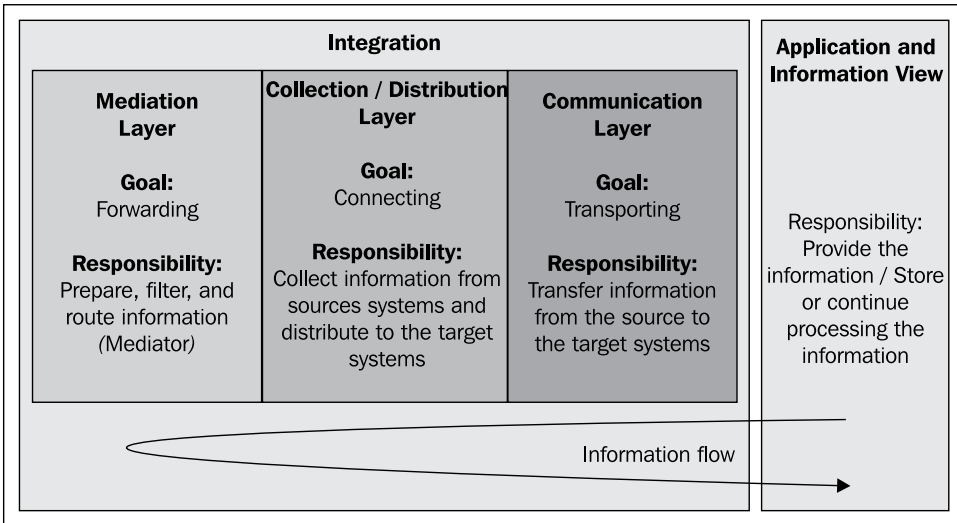 Integration
Mediation
Layer
Goal:
Forwarding
Responsibility:
Prepare, filter, and
route information
(Mediator)
Collection / Distribution
Layer
Goal:
Connecting
Responsibility:
Collect information from
sources systems and
distribute to the target
systems
Communication
Layer
Goal:
Transporting
Responsibility:
Transfer information
from the source to
the target systems
Application and
Information View
Responsibility:
Provide the
information / Store
or continue
processing the
information
Information flow